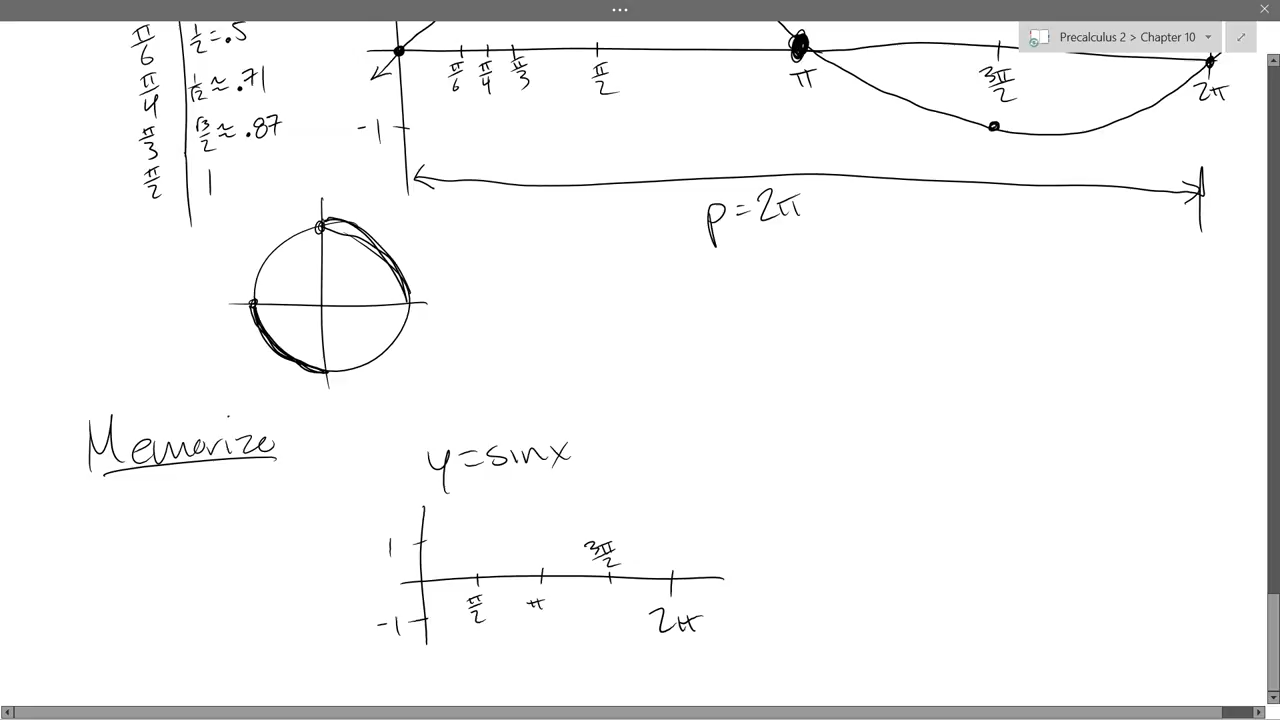 ...
Precalculus 2 > Chapter 10
π/6 1/2 = .5
π/4 1/√2 ≈ .71
π/3 √3/2 ≈ .87
π/2 1
π/6 π/4 π/3 π/2 π 3π/2 2π
-1
p = 2π
Memorize
y = sin x
1
3π/2
π/2 π 2π
-1